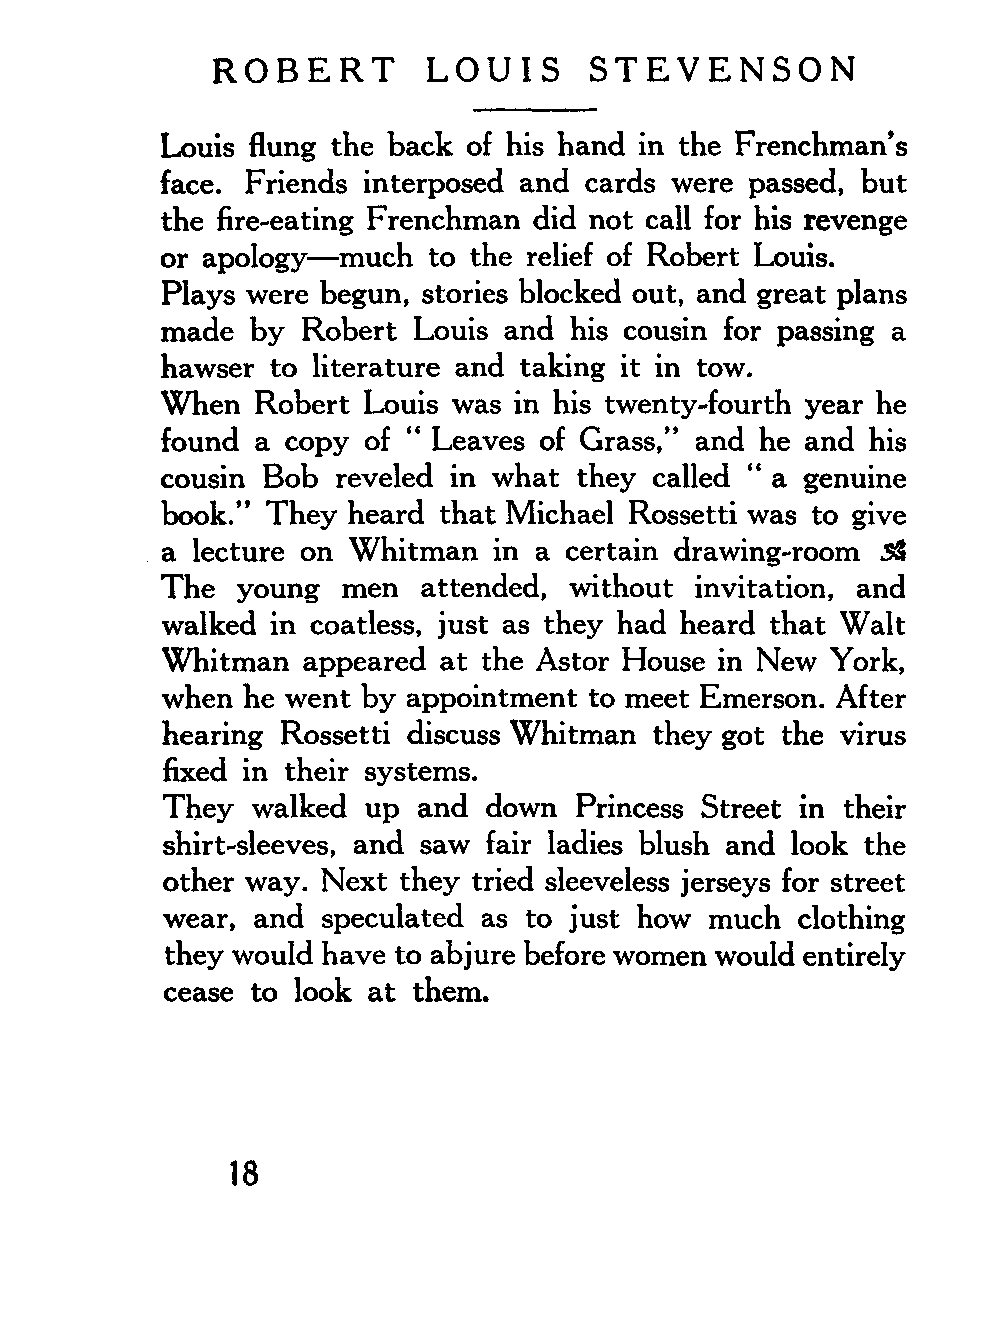 ROBERT LOUIS STEVENSON
Louis flung the back of his hand in the Frenchman's
face. Friends interposed and cards were passed, but
the fire-eating Frenchman did not call for his revenge
or apology—much to the relief of Robert Louis.
Plays were begun, stories blocked out, and great plans
made by Robert Louis and his cousin for passing a
hawser to literature and taking it in tow.
When Robert Louis was in his twenty-fourth year he
found a copy of " Leaves of Grass," and he and his
cousin Bob reveled in what they called " a genuine
book." They heard that Michael Rossetti was to give
a lecture on Whitman in a certain drawing-room
The young men attended, without invitation, and
walked in coatless, just as they had heard that Walt
Whitman appeared at the Astor House in New York,
when he went by appointment to meet Emerson. After
hearing Rossetti discuss Whitman they got the virus
fixed in their systems.
They walked up and down Princess Street in their
shirt-sleeves, and saw fair ladies blush and look the
other way. Next they tried sleeveless jerseys for street
wear, and speculated as to just how much clothing
they would have to abjure before women would entirely
cease to look at them.
18